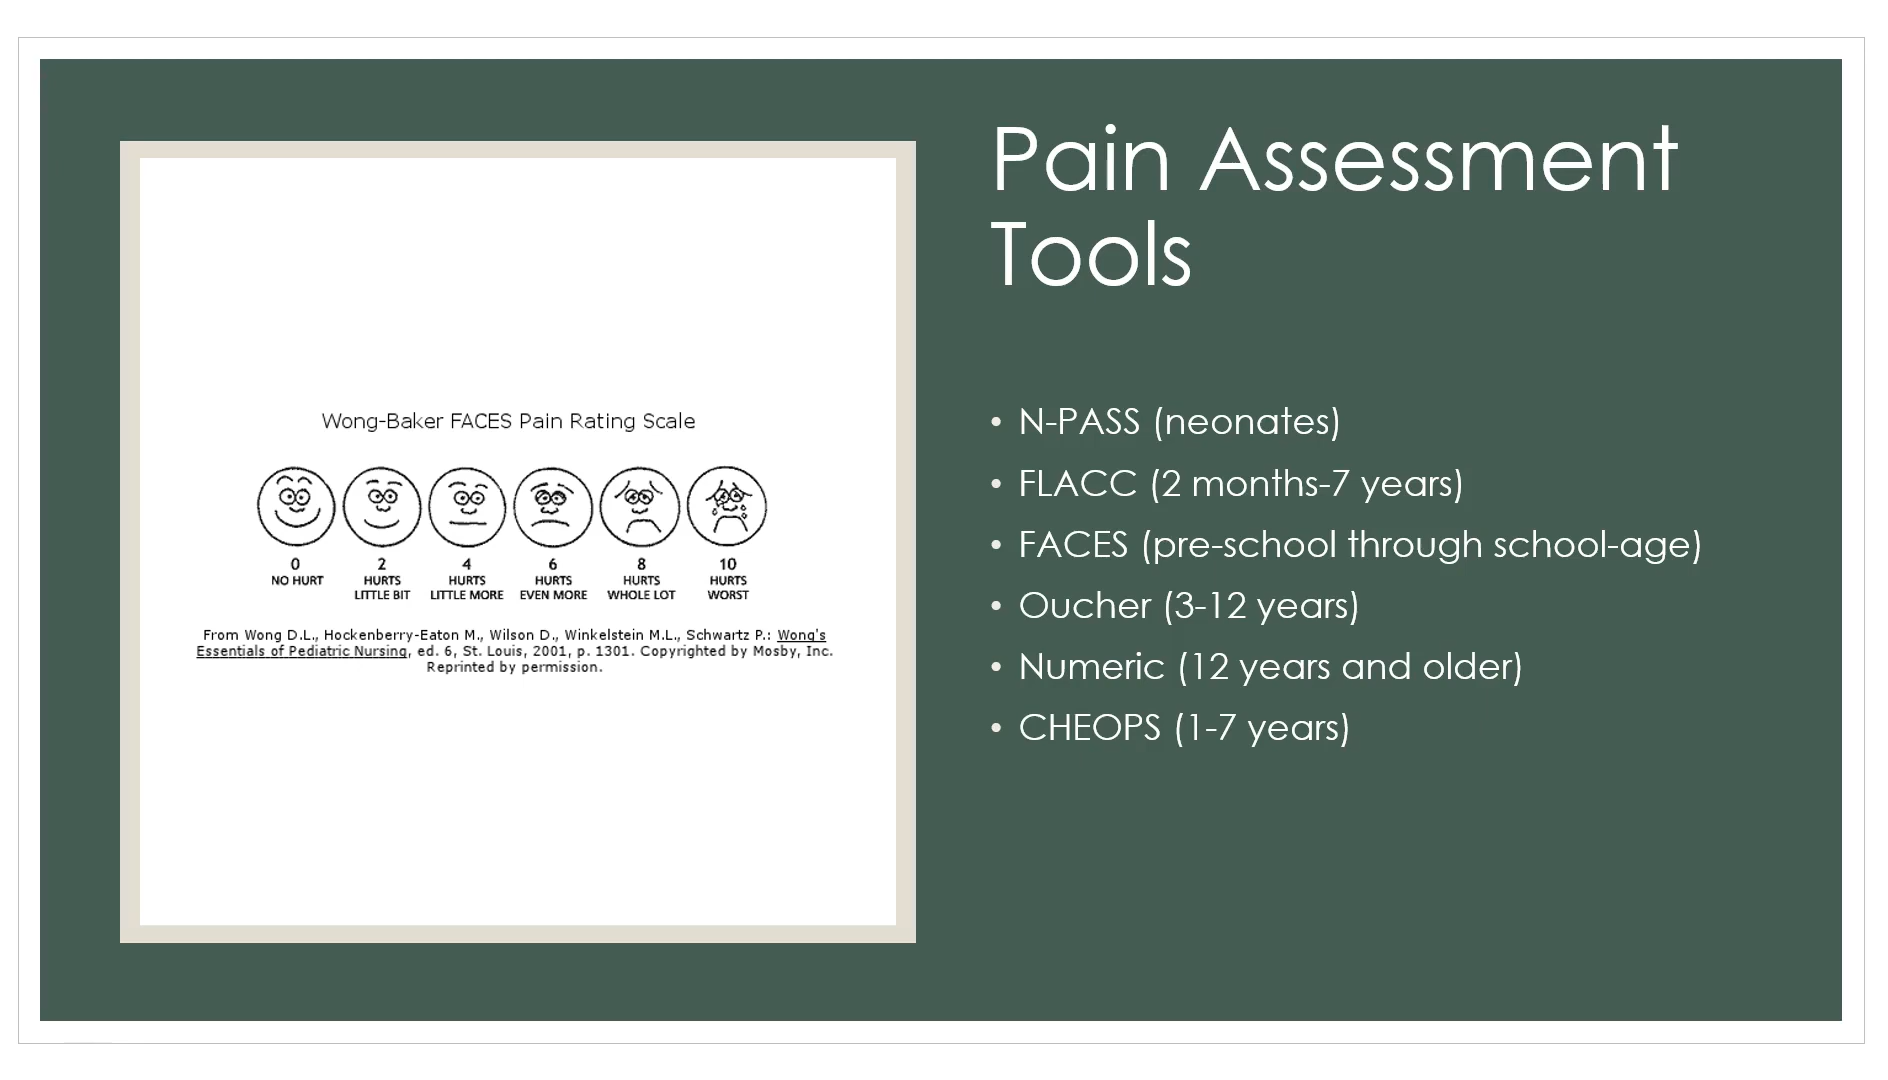 Pain Assessment
Tools
Wong-Baker FACES Pain Rating Scale
0 2 4 6 8 10
NO HURT HURTS HURTS HURTS HURTS HURTS
LITTLE BIT LITTLE MORE EVEN MORE WHOLE LOT WORST
From Wong D.L., Hockenberry-Eaton M., Wilson D., Winkelstein M.L., Schwartz P.: Wong's
Essentials of Pediatric Nursing, ed. 6, St. Louis, 2001, p. 1301. Copyrighted by Mosby, Inc.
Reprinted by permission.
• N-PASS (neonates)
• FLACC (2 months-7 years)
• FACES (pre-school through school-age)
• Oucher (3-12 years)
• Numeric (12 years and older)
• CHEOPS (1-7 years)